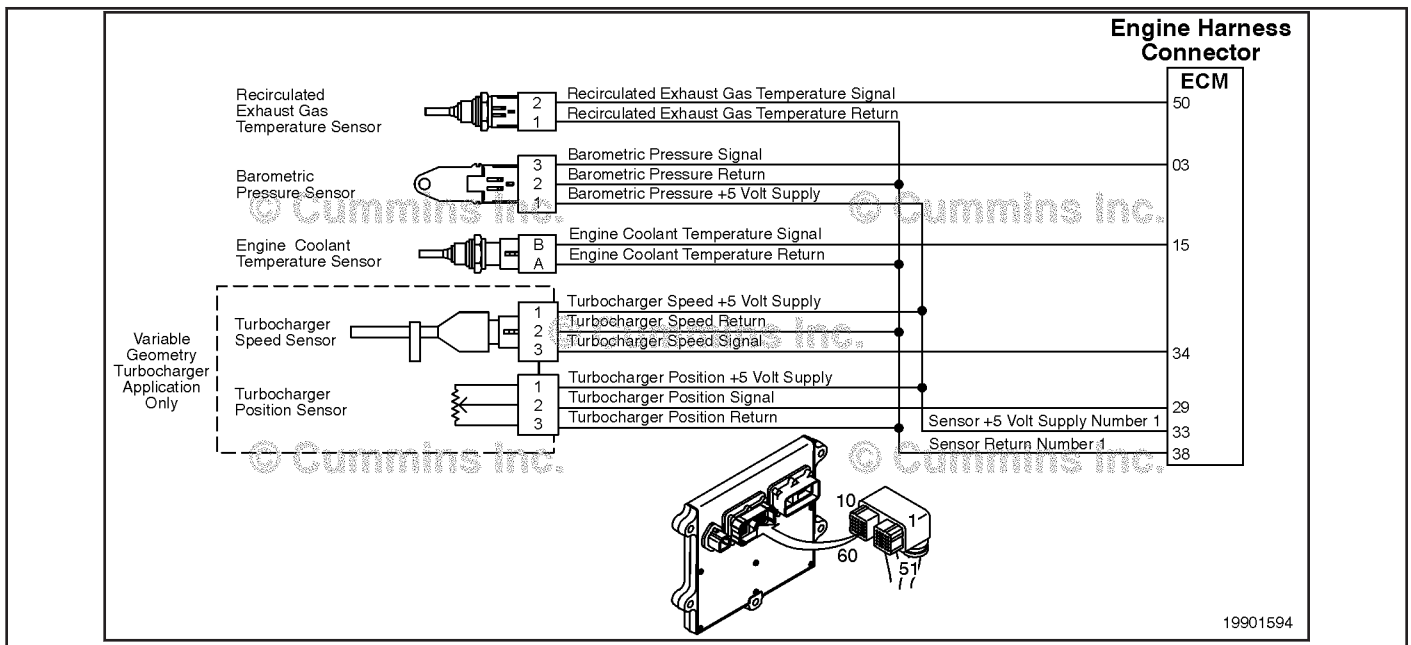 Engine Harness
Connector
ECM
Recirculated
Exhaust Gas
Temperature Sensor
2
1
Recirculated Exhaust Gas Temperature Signal
Recirculated Exhaust Gas Temperature Return
50
Barometric
Pressure Sensor
3
2
1
Barometric Pressure Signal
Barometric Pressure Return
Barometric Pressure +5 Volt Supply
03
© Cummins Inc.
© Cummins Inc.
Engine Coolant
Temperature Sensor
B
A
Engine Coolant Temperature Signal
Engine Coolant Temperature Return
15
Variable
Geometry
Turbocharger
Application
Only
Turbocharger
Speed Sensor
1
2
3
Turbocharger Speed +5 Volt Supply
Turbocharger Speed Return
Turbocharger Speed Signal
34
© Cummins Inc.
Turbocharger
Position Sensor
1
2
3
Turbocharger Position +5 Volt Supply
Turbocharger Position Signal
Turbocharger Position Return
29
Sensor +5 Volt Supply Number 1
33
Sensor Return Number 1
38
© Cummins Inc.
© Cummins Inc.
10
1
60
51
19901594